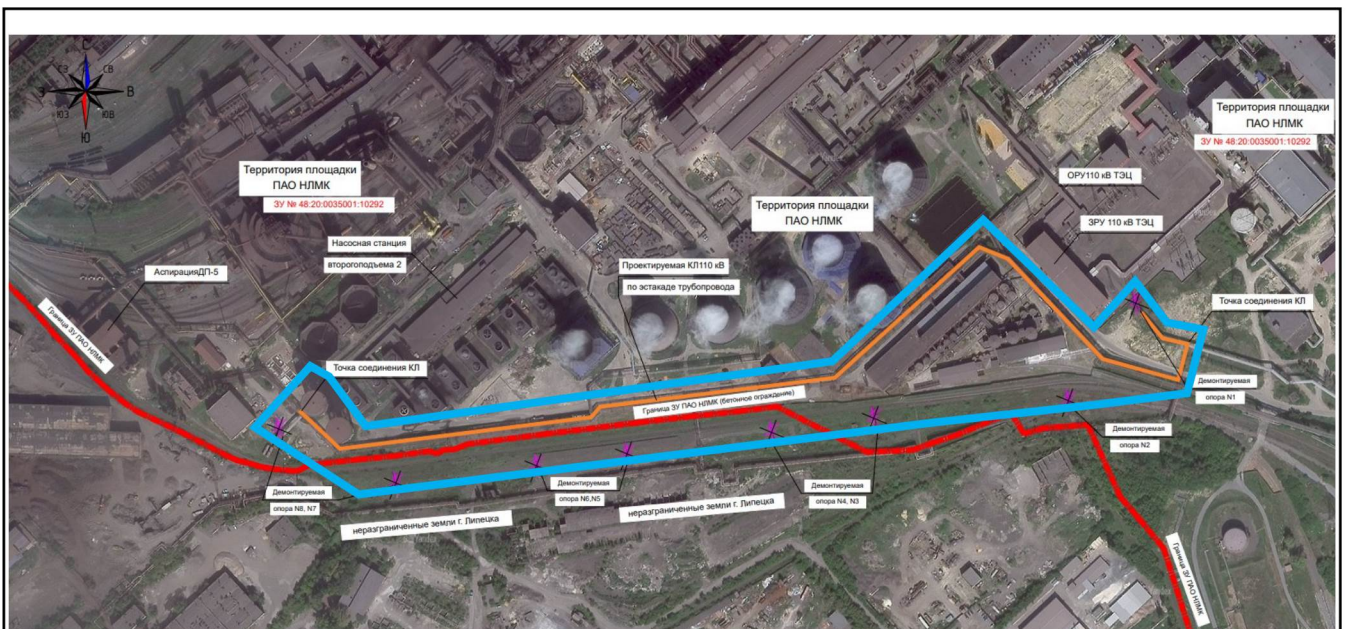 С
СЗ
СВ
З
В
ЮЗ
ЮВ
Ю
Территория площадки
ПАО НЛМК
ЗУ № 48:20:0035001:10292
Территория площадки
ПАО НЛМК
ЗУ № 48:20:0035001:10292
ОРУ110 кВ ТЭЦ
Территория площадки
ПАО НЛМК
ЗРУ 110 кВ ТЭЦ
Насосная станция
второгоподъема 2
АспирацияДП-5
Проектируемая КЛ110 кВ
по эстакаде трубопровода
Точка соединения КЛ
Граница ЗУ ПАО НЛМК
Точка соединения КЛ
Граница ЗУ ПАО НЛМК (бетонное ограждение)
Демонтируемая
опора N1
Демонтируемая
опора N2
Демонтируемая
опора N8, N7
Демонтируемая
опора N6,N5
Демонтируемая
опора N4, N3
неразграниченные земли г. Липецка
неразграниченные земли г. Липецка
Граница ЗУ ПАО НЛМК